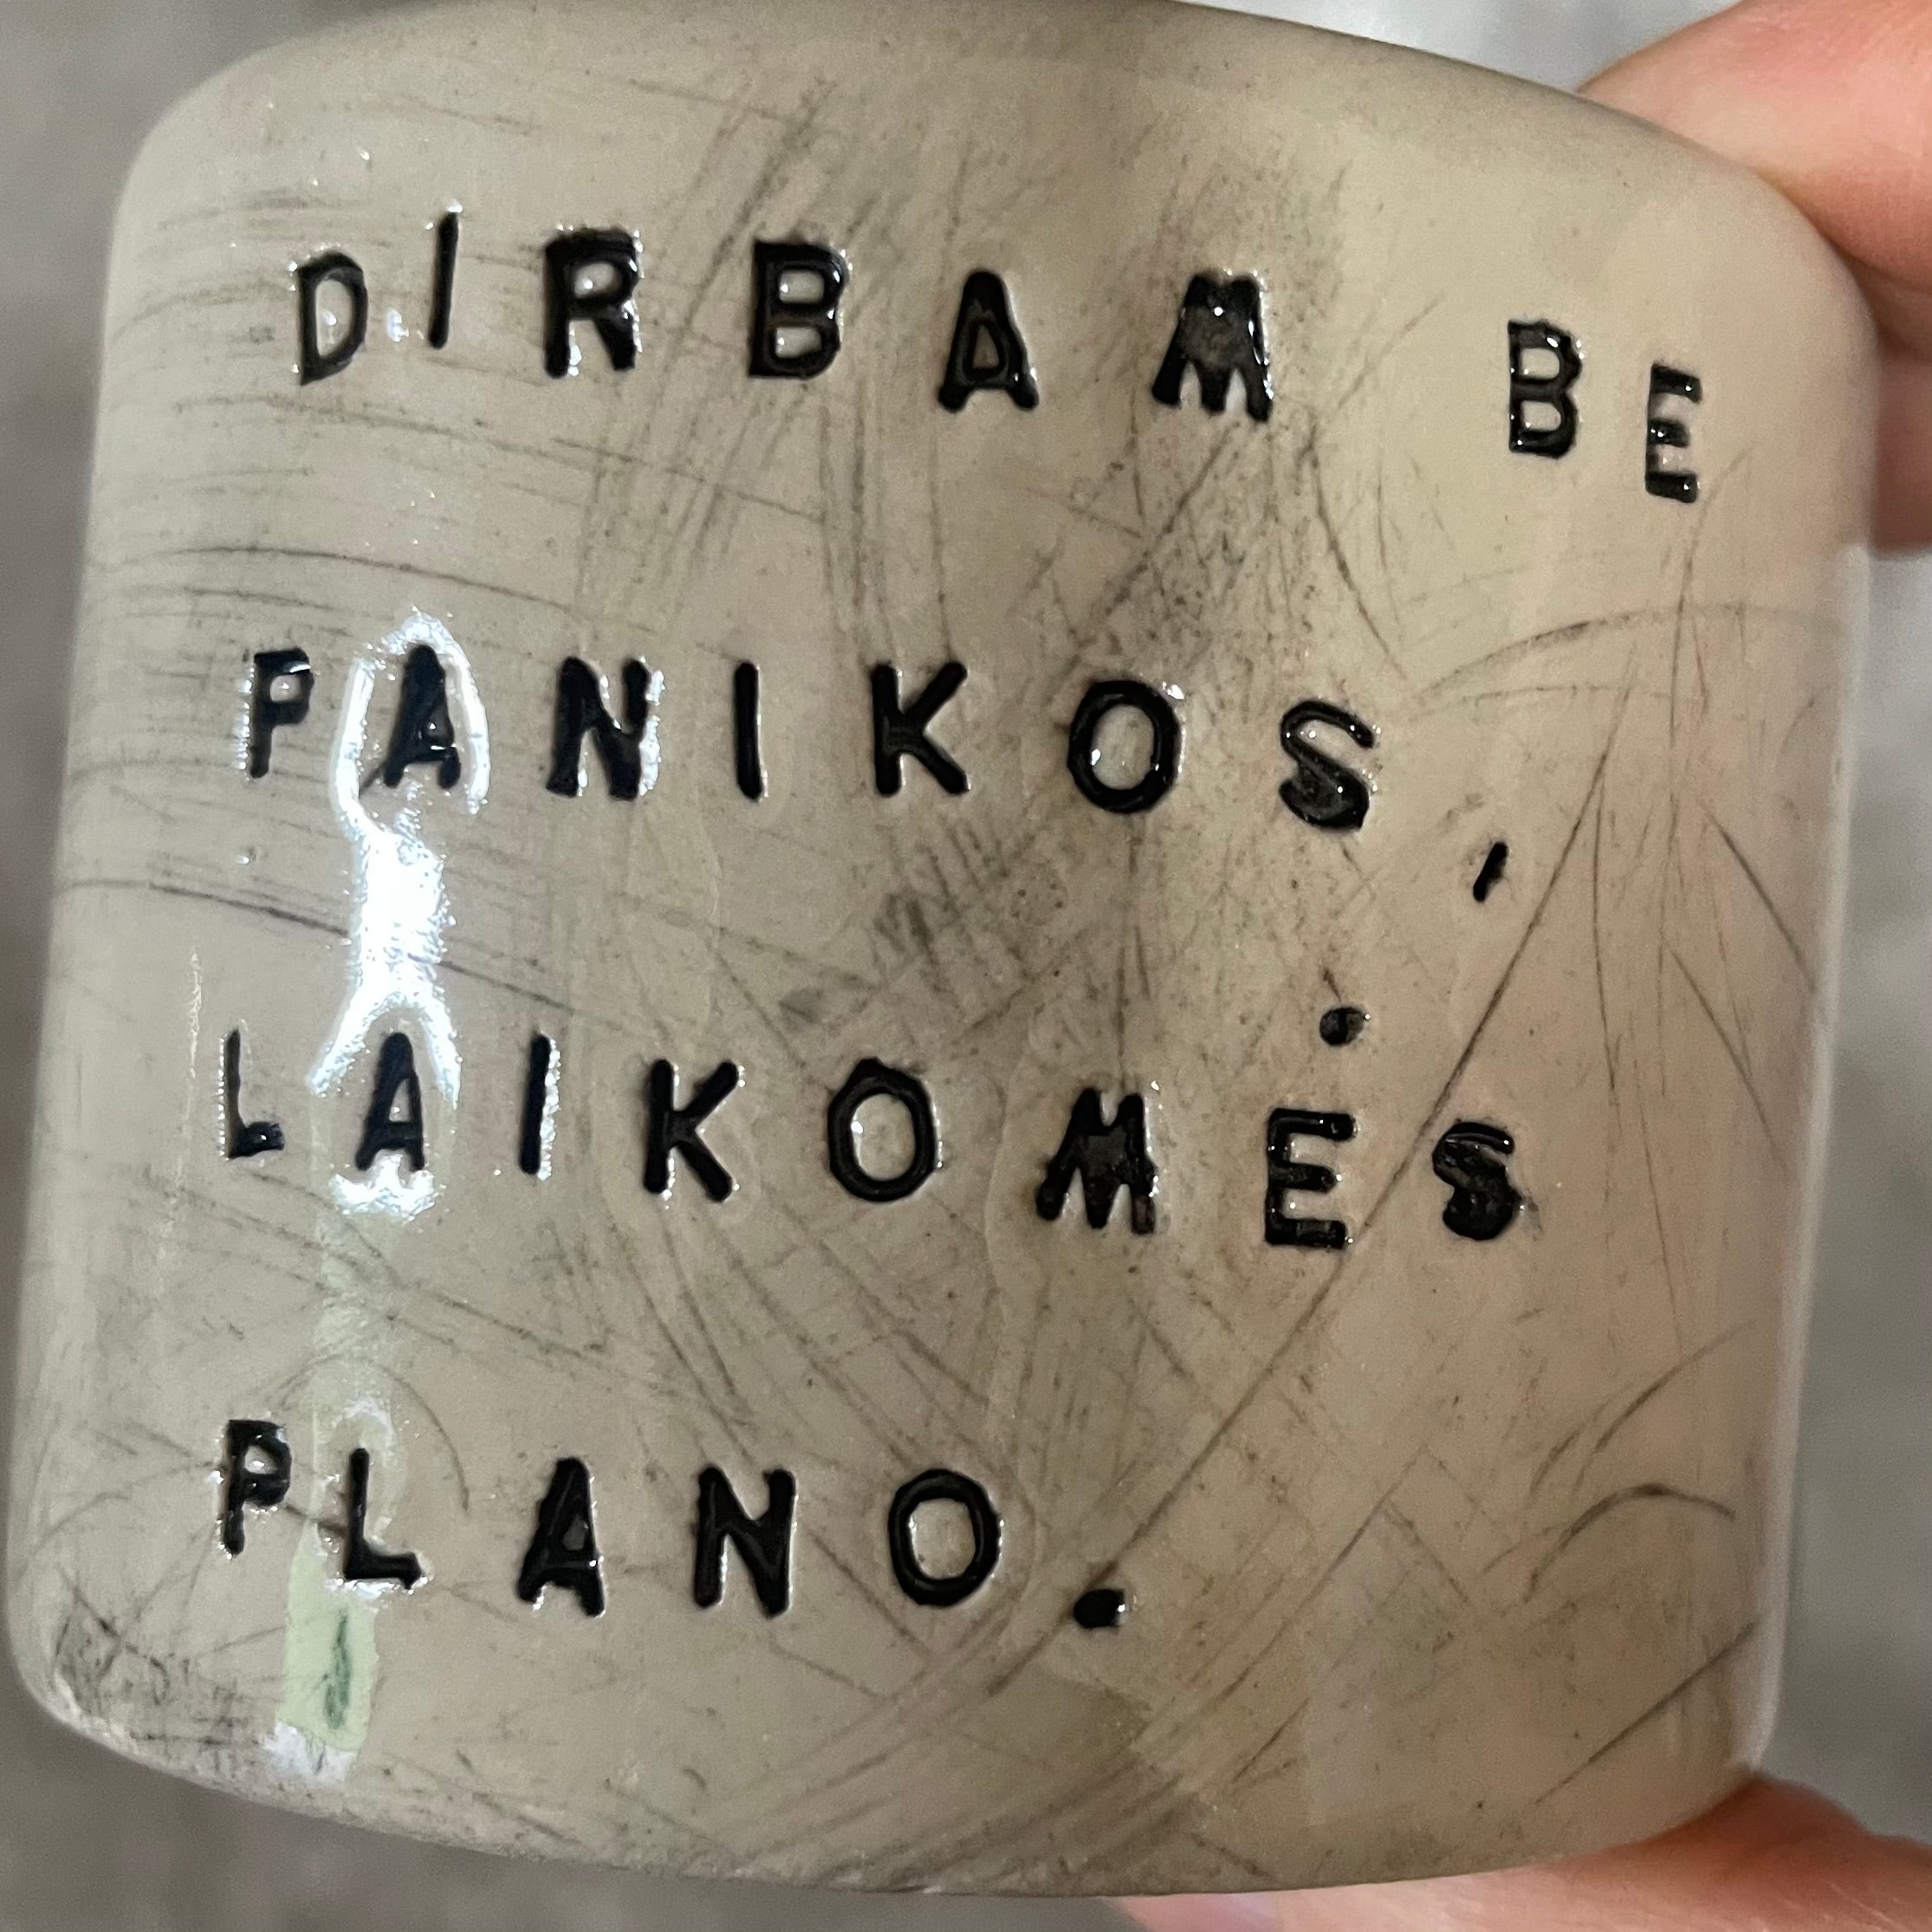 DIRBAM BE
PANIKOS,
LAIKOMĖS
PLANO.